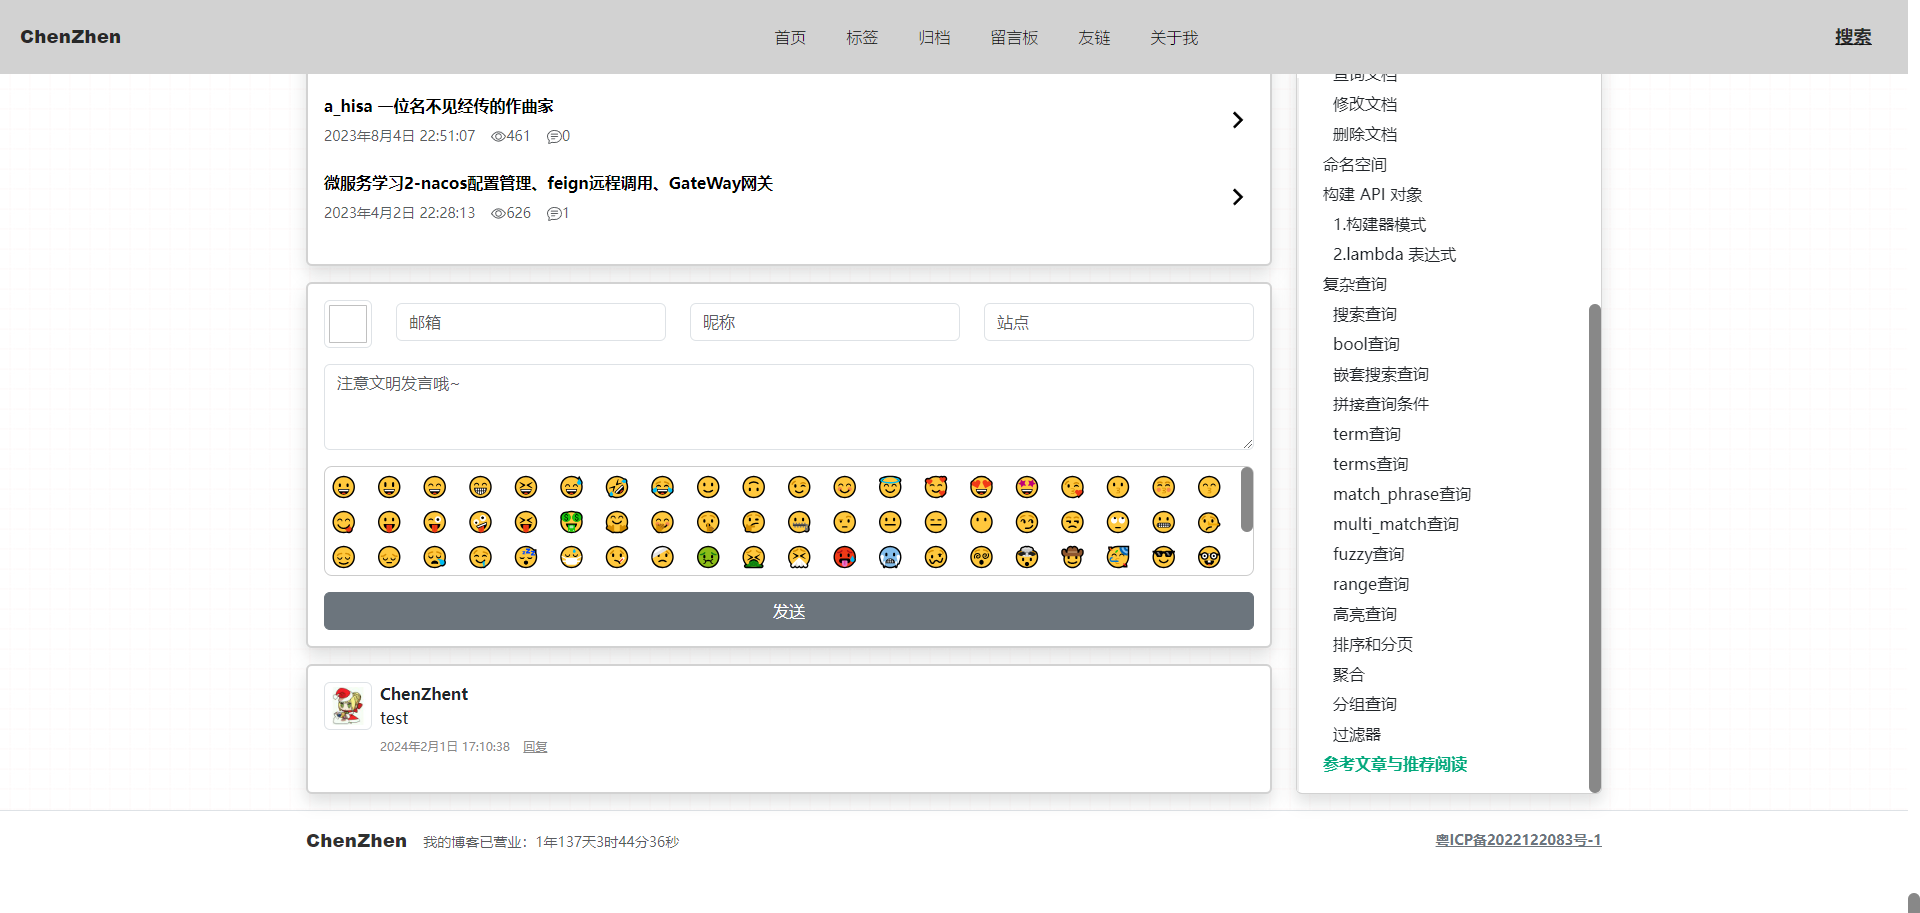 ChenZhen
首页 标签 归档 留言板 友链 关于我
搜索
a_hisa 一位名不见经传的作曲家
2023年8月4日 22:51:07 461 0
微服务学习2-nacos配置管理、feign远程调用、GateWay网关
2023年4月2日 22:28:13 626 1
邮箱 昵称 站点
注意文明发言哦~
发送
ChenZhent
test
2024年2月1日 17:10:38 回复
查询文档
修改文档
删除文档
命名空间
构建 API 对象
1.构建器模式
2.lambda 表达式
复杂查询
搜索查询
bool查询
嵌套搜索查询
拼接查询条件
term查询
terms查询
match_phrase查询
multi_match查询
fuzzy查询
range查询
高亮查询
排序和分页
聚合
分组查询
过滤器
参考文章与推荐阅读
ChenZhen 我的博客已营业：1年137天3时44分36秒
粤ICP备2022122083号-1